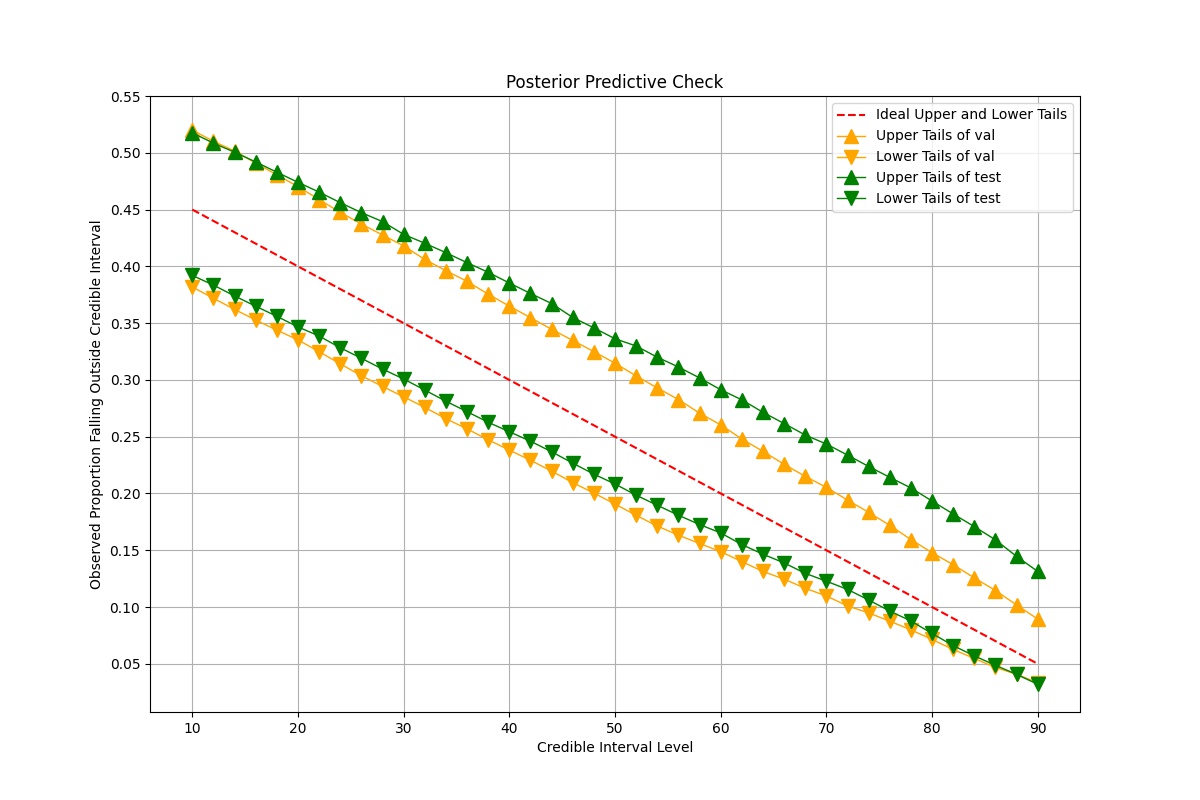 Posterior Predictive Check
Observed Proportion Falling Outside Credible Interval
0.55
0.50
0.45
0.40
0.35
0.30
0.25
0.20
0.15
0.10
0.05
Ideal Upper and Lower Tails
Upper Tails of val
Lower Tails of val
Upper Tails of test
Lower Tails of test
10 20 30 40 50 60 70 80 90
Credible Interval Level